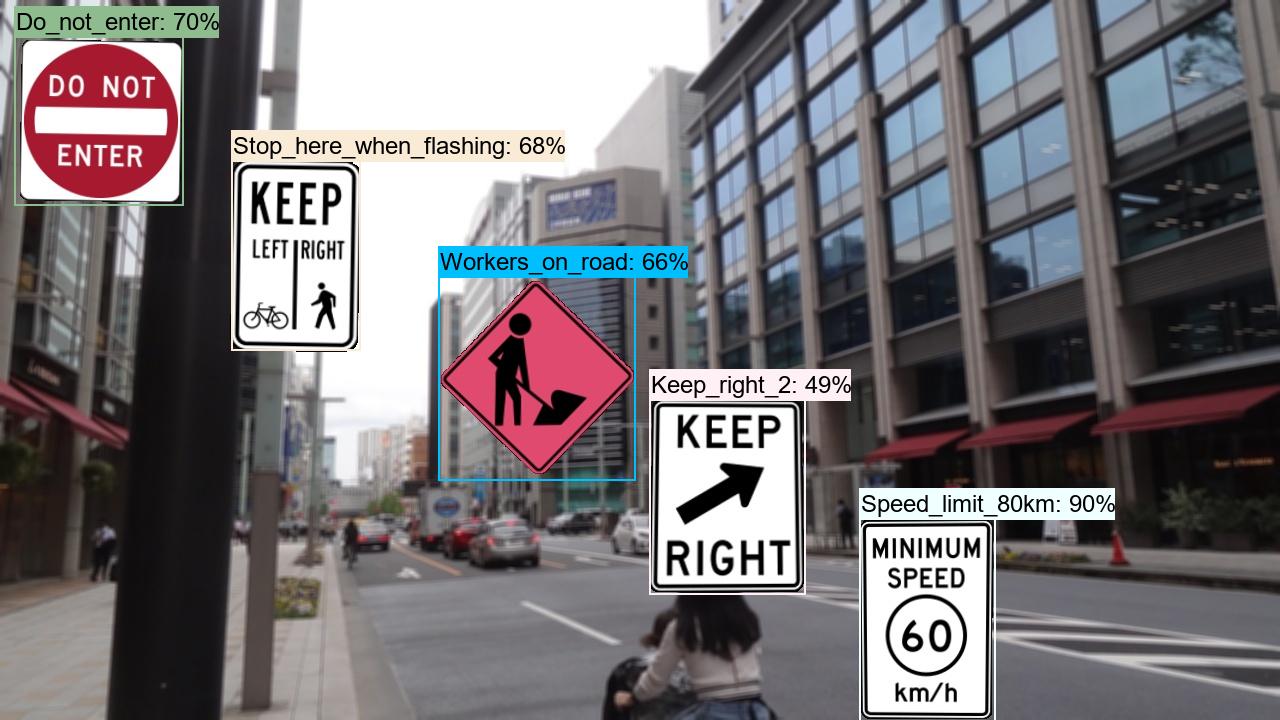 Do_not_enter: 70%
DO NOT
ENTER
Stop_here_when_flashing: 68%
KEEP
LEFT RIGHT
Workers_on_road: 66%
Keep_right_2: 49%
KEEP
RIGHT
Speed_limit_80km: 90%
MINIMUM
SPEED
60
km/h